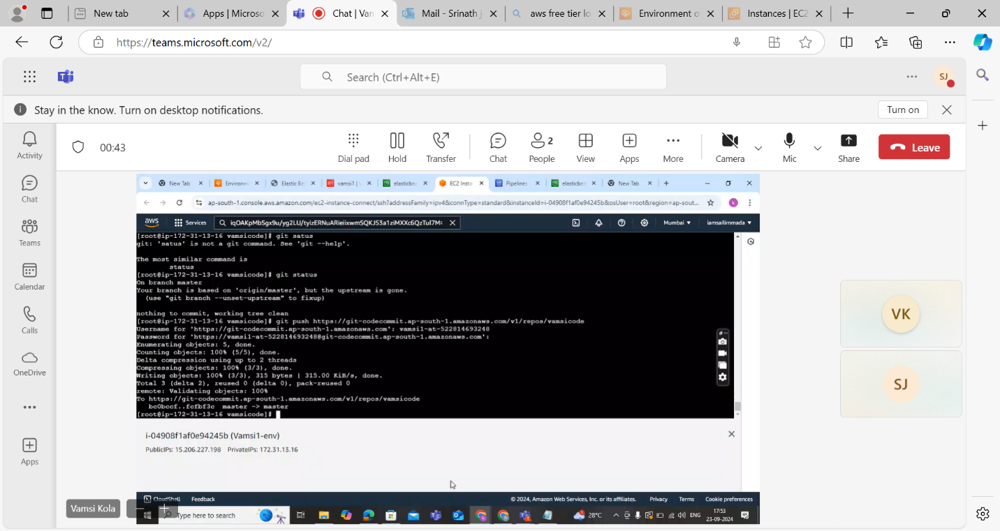 New tab
Apps | Microso
Chat | Van
Mail - Srinath j
aws free tier lo
Environment o
Instances | EC2
https://teams.microsoft.com/v2/
Search (Ctrl+Alt+E)
SJ
Stay in the know. Turn on desktop notifications.
Turn on
Activity
Chat
Teams
Calendar
Calls
OneDrive
Apps
00:43
Dial pad
Hold
Transfer
Chat
2
People
View
Apps
More
Camera
Mic
Share
Leave
New Tab
Environme
Elastic Be
vamsi1 |
elasticbe
EC2 Insta
Pipelines
elasticbe
New Tab
ap-south-1.console.aws.amazon.com/ec2-instance-connect/ssh?addressFamily=ipv4&connType=standard&instanceId=i-04908f1af0e94245b&osUser=root&region=ap-sout...
k
aws
Services
Mumbai
iamsailimmada
[root@ip-172-31-13-16 vamsicode]# git satus
git: 'satus' is not a git command. See 'git --help'.
The most similar command is
status
[root@ip-172-31-13-16 vamsicode]# git status
On branch master
Your branch is based on 'origin/master', but the upstream is gone.
(use "git branch --unset-upstream" to fixup)
nothing to commit, working tree clean
[root@ip-172-31-13-16 vamsicode]# git push https://git-codecommit.ap-south-1.amazonaws.com/v1/repos/vamsicode
Username for 'https://git-codecommit.ap-south-1.amazonaws.com': vamsi1-at-522814693248
Password for 'https://vamsi1-at-522814693248@git-codecommit.ap-south-1.amazonaws.com':
Enumerating objects: 5, done.
Counting objects: 100% (5/5), done.
Delta compression using up to 2 threads
Compressing objects: 100% (3/3), done.
Writing objects: 100% (3/3), 315 bytes | 315.00 KiB/s, done.
Total 3 (delta 2), reused 0 (delta 0), pack-reused 0
remote: Validating objects: 100%
To https://git-codecommit.ap-south-1.amazonaws.com/v1/repos/vamsicode
bc0bccf..fcfbf3c master -> master
[root@ip-172-31-13-16 vamsicode]#
i-04908f1af0e94245b (Vamsi1-env)
PublicIPs: 15.206.227.198 PrivateIPs: 172.31.13.16
CloudShell
Feedback
© 2024, Amazon Web Services, Inc. or its affiliates.
Privacy
Terms
Cookie preferences
Type here to search
28°C
ENG
17:53
23-09-2024
Vamsi Kola
VK
SJ